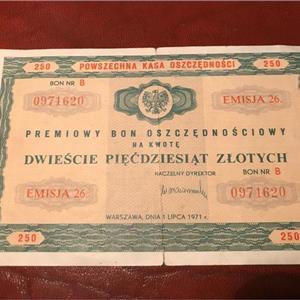 250 POWSZECHNA KASA OSZCZĘDNOŚCI 250
BON NR B
0971620 EMISJA 26.
PREMIOWY BON OSZCZĘDNOŚCIOWY
NA KWOTĘ
DWIEŚCIE PIĘĆDZIESIĄT ZŁOTYCH
NACZELNY DYREKTOR BON NR B
EMISJA 26. 0971620
WARSZAWA, DNIA 1 LIPCA 1971 r.
250 250